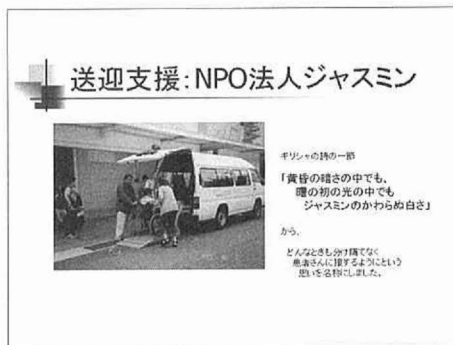 送迎支援:NPO法人ジャスミン
ギリシャの詩の一節
「黄昏の暗さの中でも、
曙の初の光の中でも
ジャスミンのかわらぬ白さ」
から、
どんなときも分け隔てなく
患者さんに接するようにという
思いを名称にしました。